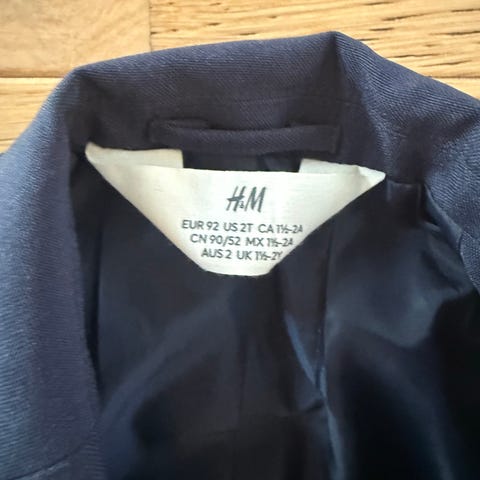 H&M
EUR 92 US 2T CA 1½-2A
CN 90/52 MX 1½-2A
AUS 2 UK 1½-2Y